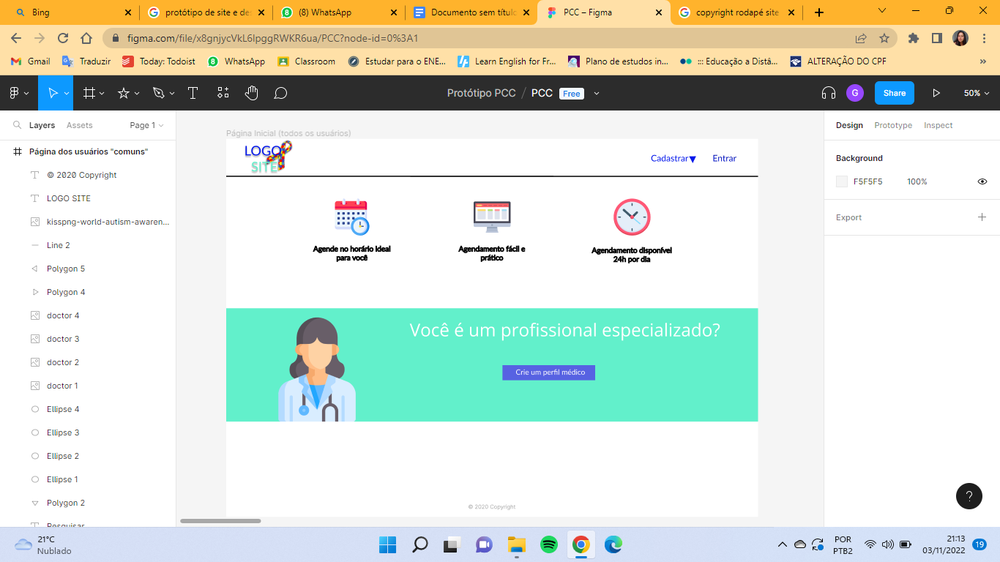 Bing
protótipo de site e de
(8) WhatsApp
Documento sem título
PCC – Figma
copyright rodapé site
figma.com/file/x8gnjycVkL6IpggRWKR6ua/PCC?node-id=0%3A1
Gmail
Traduzir
Today: Todoist
8
WhatsApp
Classroom
Estudar para o ENE...
Learn English for Fr...
Plano de estudos in...
::: Educação a Distâ...
ALTERAÇÃO DO CPF
»
Protótipo PCC / PCC Free
G
Share
50%
Layers
Assets
Page 1
Design
Prototype
Inspect
Página dos usuários "comuns"
© 2020 Copyright
LOGO SITE
kisspng-world-autism-awaren...
Line 2
Polygon 5
Polygon 4
doctor 4
doctor 3
doctor 2
doctor 1
Ellipse 4
Ellipse 3
Ellipse 2
Ellipse 1
Polygon 2
Pesquisar
Página Inicial (todos os usuários)
LOGO
SITE
Cadastrar▼
Entrar
Agende no horário ideal
para você
Agendamento fácil e
prático
Agendamento disponível
24h por dia
Você é um profissional especializado?
Crie um perfil médico
© 2020 Copyright
Background
F5F5F5
100%
Export
?
21°C
Nublado
POR
PTB2
21:13
03/11/2022
19